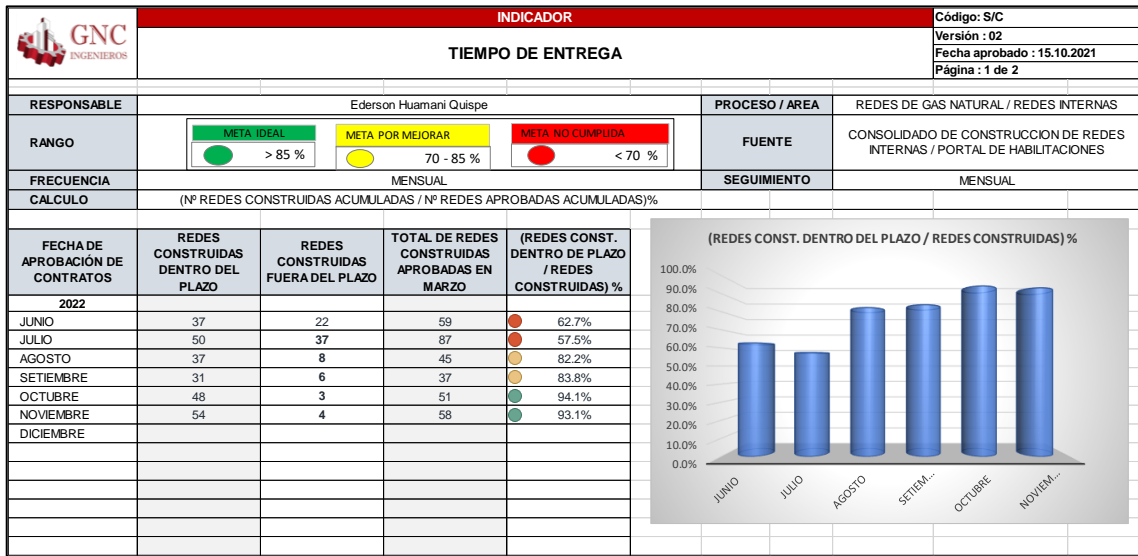 GNC
INGENIEROS
INDICADOR
TIEMPO DE ENTREGA
Código: S/C
Versión : 02
Fecha aprobado : 15.10.2021
Página : 1 de 2
RESPONSABLE Ederson Huamani Quispe PROCESO / AREA REDES DE GAS NATURAL / REDES INTERNAS
RANGO
META IDEAL META POR MEJORAR META NO CUMPLIDA
> 85 % 70 - 85 % < 70 %
FUENTE
CONSOLIDADO DE CONSTRUCCION DE REDES
INTERNAS / PORTAL DE HABILITACIONES
FRECUENCIA MENSUAL SEGUIMIENTO MENSUAL
CALCULO (Nº REDES CONSTRUIDAS ACUMULADAS / Nº REDES APROBADAS ACUMULADAS)%
FECHA DE
APROBACIÓN DE
CONTRATOS
REDES
CONSTRUIDAS
DENTRO DEL
PLAZO
REDES
CONSTRUIDAS
FUERA DEL PLAZO
TOTAL DE REDES
CONSTRUIDAS
APROBADAS EN
MARZO
(REDES CONST.
DENTRO DE PLAZO
/ REDES
CONSTRUIDAS) %
2022
JUNIO 37 22 59 62.7%
JULIO 50 37 87 57.5%
AGOSTO 37 8 45 82.2%
SETIEMBRE 31 6 37 83.8%
OCTUBRE 48 3 51 94.1%
NOVIEMBRE 54 4 58 93.1%
DICIEMBRE
(REDES CONST. DENTRO DEL PLAZO / REDES CONSTRUIDAS) %
100.0%
90.0%
80.0%
70.0%
60.0%
50.0%
40.0%
30.0%
20.0%
10.0%
0.0%
JUNIO JULIO AGOSTO SETIEM... OCTUBRE NOVIEM...